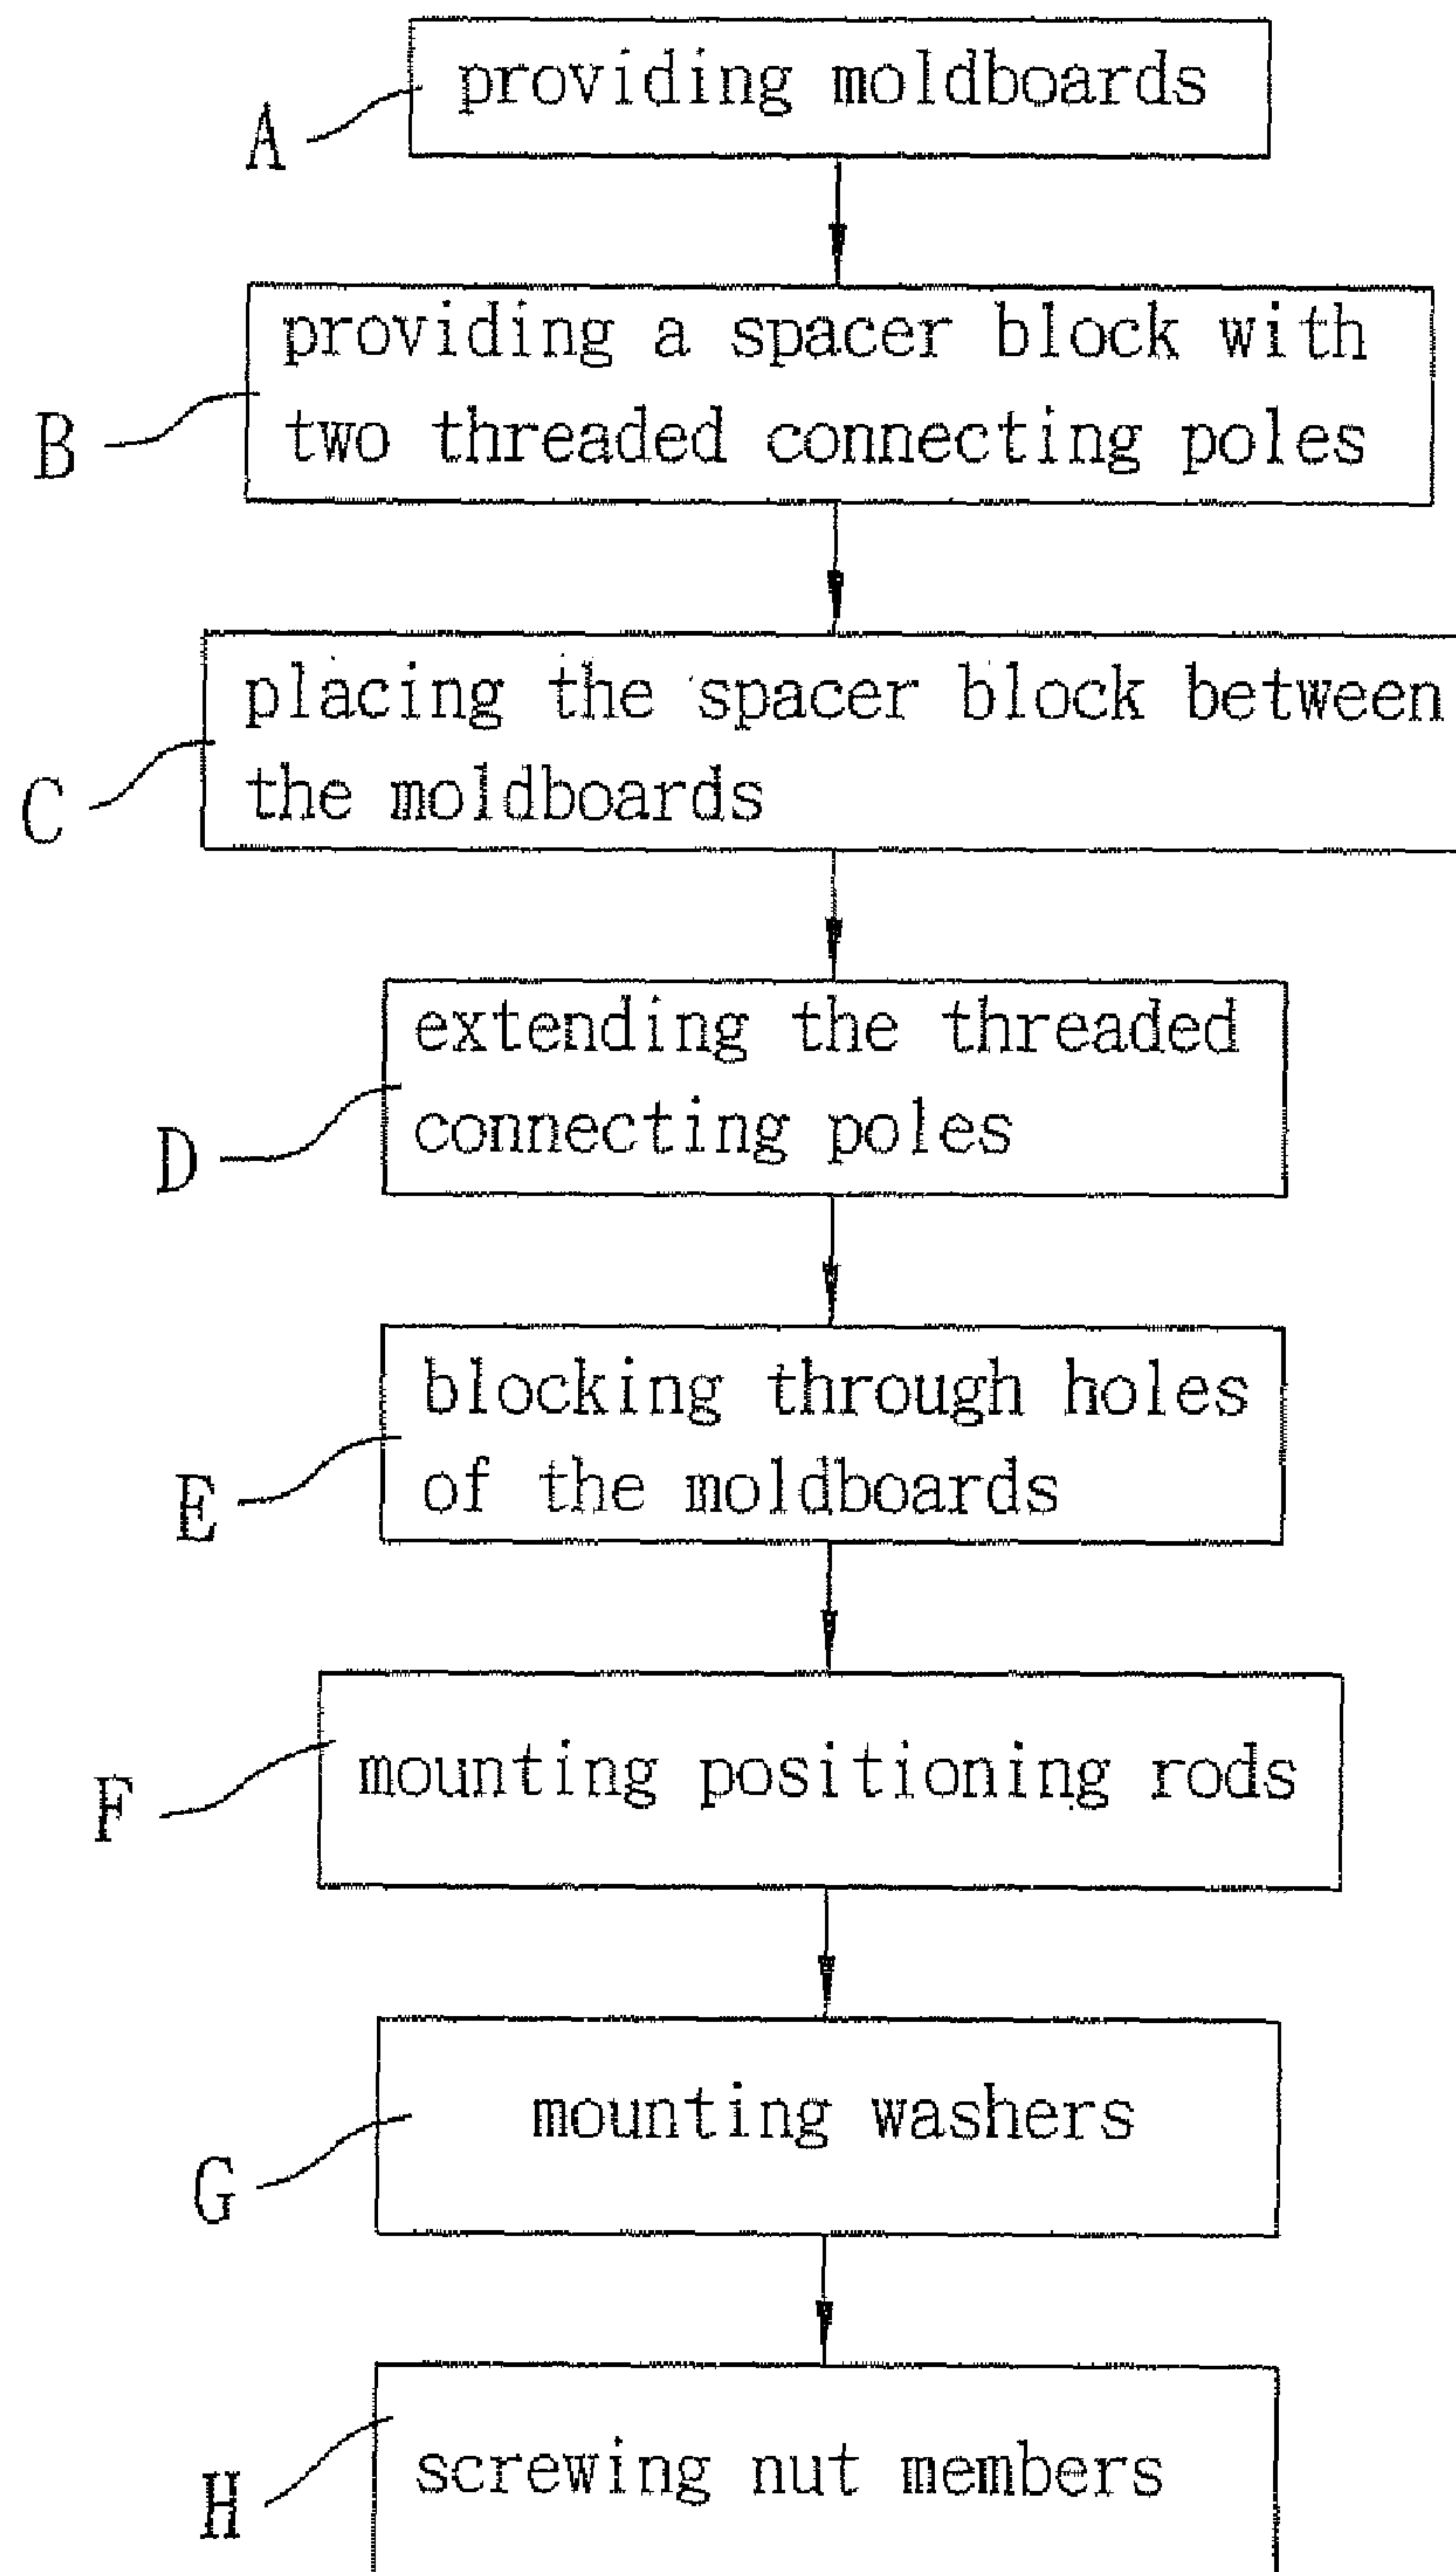 A
providing moldboards
B
providing a spacer block with
two threaded connecting poles
C
placing the spacer block between
the moldboards
D
extending the threaded
connecting poles
E
blocking through holes
of the moldboards
F
mounting positioning rods
G
mounting washers
H
screwing nut members